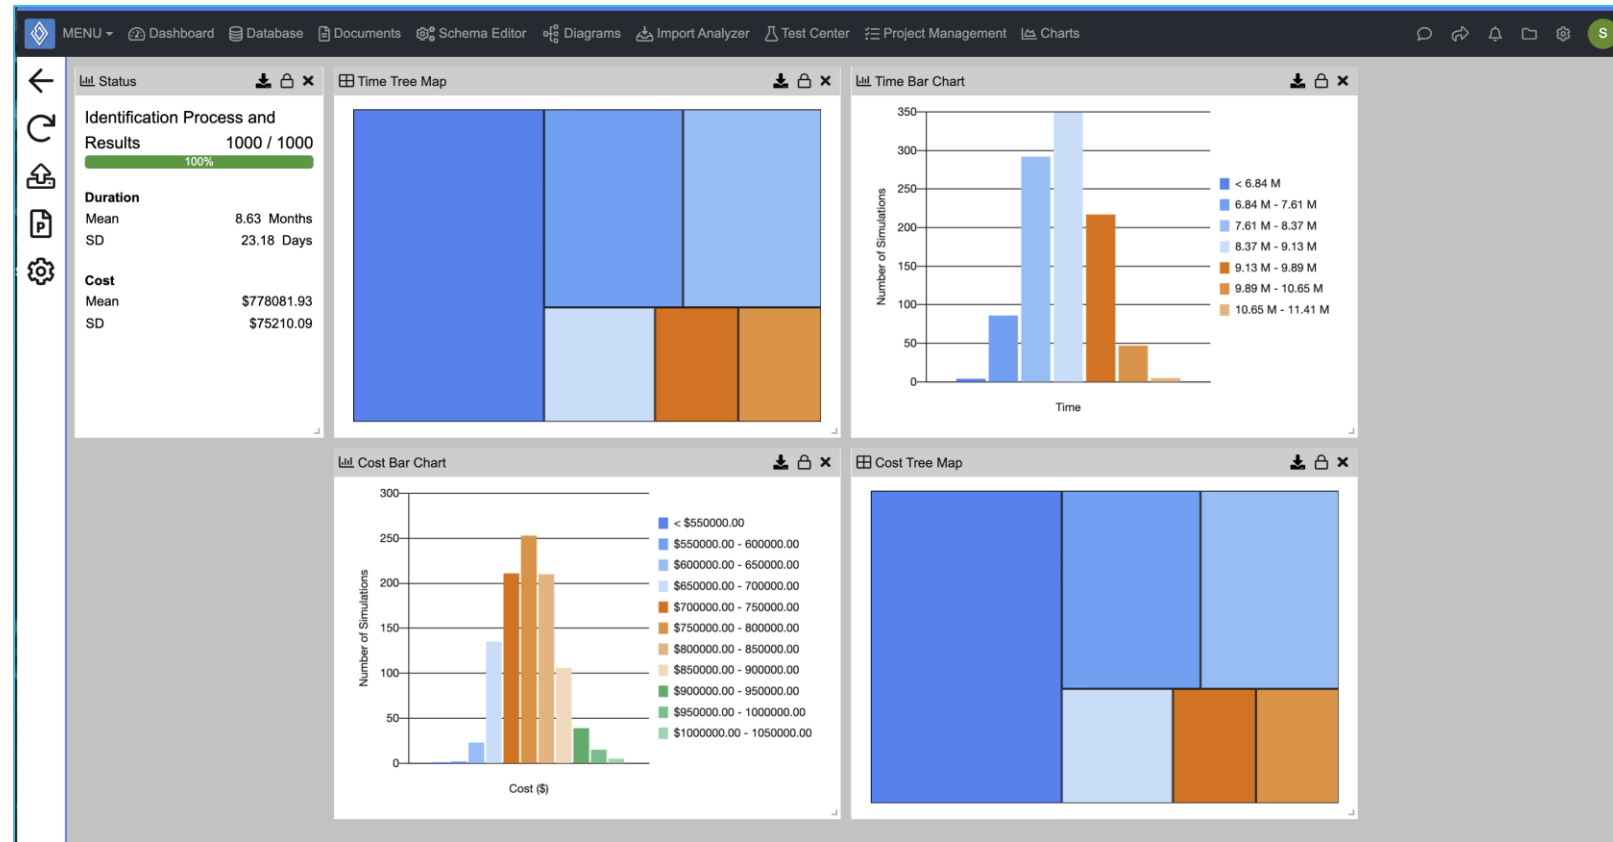 MENU Dashboard Database Documents Schema Editor Diagrams Import Analyzer Test Center Project Management Charts S
Status
Identification Process and
Results 1000 / 1000
100%
Duration
Mean 8.63 Months
SD 23.18 Days
Cost
Mean $778081.93
SD $75210.09
Time Tree Map
Time Bar Chart
350
300
250
200
150
100
50
0
Number of Simulations
Time
< 6.84 M
6.84 M - 7.61 M
7.61 M - 8.37 M
8.37 M - 9.13 M
9.13 M - 9.89 M
9.89 M - 10.65 M
10.65 M - 11.41 M
Cost Bar Chart
300
250
200
150
100
50
0
Number of Simulations
Cost ($)
< $550000.00
$550000.00 - 600000.00
$600000.00 - 650000.00
$650000.00 - 700000.00
$700000.00 - 750000.00
$750000.00 - 800000.00
$800000.00 - 850000.00
$850000.00 - 900000.00
$900000.00 - 950000.00
$950000.00 - 1000000.00
$1000000.00 - 1050000.00
Cost Tree Map